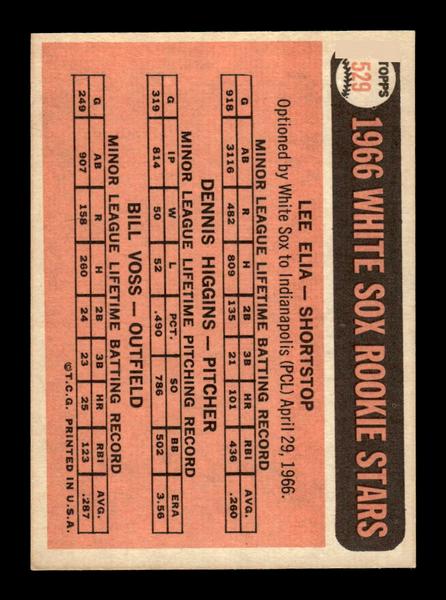 TOPPS
529
1966 WHITE SOX ROOKIE STARS
LEE ELIA — SHORTSTOP
Optioned by White Sox to Indianapolis (PCL) April 29, 1966.
MINOR LEAGUE LIFETIME BATTING RECORD
G AB R H 2B 3B HR RBI AVG.
918 3116 482 809 135 21 101 436 .260
DENNIS HIGGINS — PITCHER
MINOR LEAGUE LIFETIME PITCHING RECORD
G IP W L PCT. SO BB ERA
319 814 50 52 .490 786 502 3.56
BILL VOSS — OUTFIELD
MINOR LEAGUE LIFETIME BATTING RECORD
G AB R H 2B 3B HR RBI AVG.
249 907 158 260 24 23 25 123 .287
©T.C.G. PRINTED IN U.S.A.